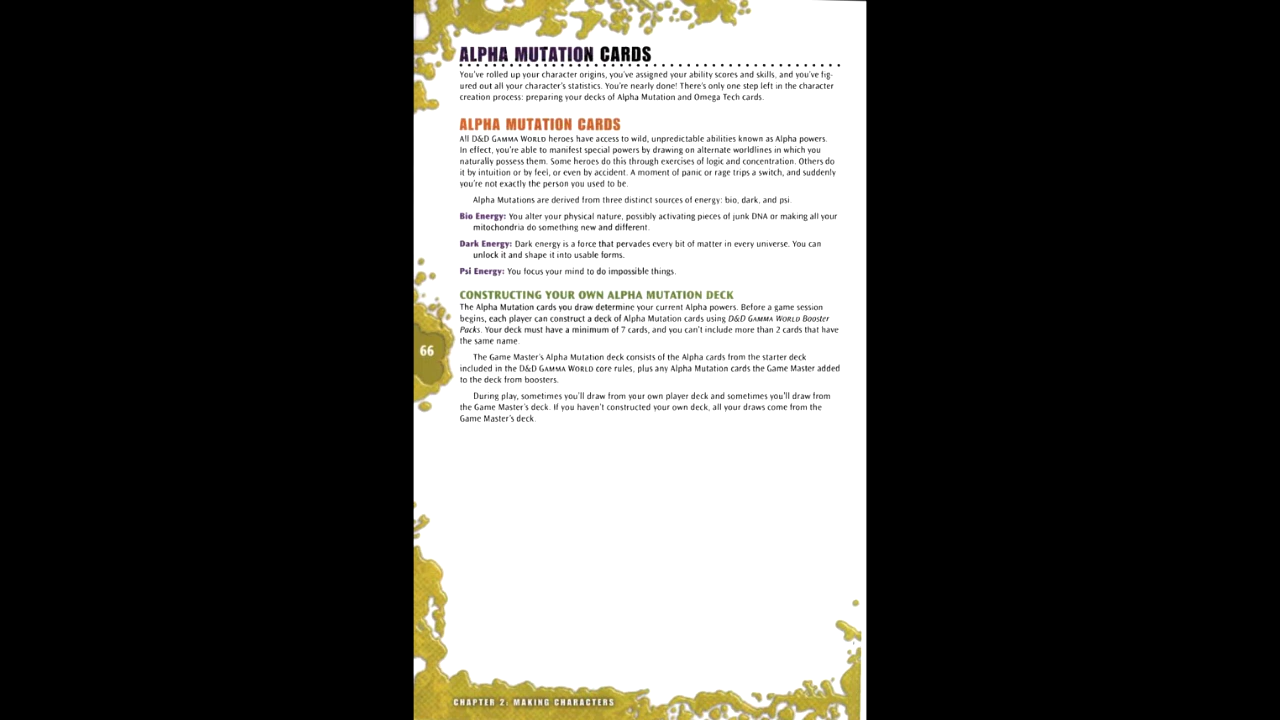 ALPHA MUTATION CARDS
You've rolled up your character origins, you've assigned your ability scores and skills, and you've fig-
ured out all your character's statistics. You're nearly done! There's only one step left in the character
creation process: preparing your decks of Alpha Mutation and Omega Tech cards.
ALPHA MUTATION CARDS
All D&D GAMMA WORLD heroes have access to wild, unpredictable abilities known as Alpha powers.
In effect, you're able to manifest special powers by drawing on alternate worldlines in which you
naturally possess them. Some heroes do this through exercises of logic and concentration. Others do
it by intuition or by feel, or even by accident. A moment of panic or rage trips a switch, and suddenly
you're not exactly the person you used to be.
Alpha Mutations are derived from three distinct sources of energy: bio, dark, and psi.
Bio Energy: You alter your physical nature, possibly activating pieces of junk DNA or making all your
mitochondria do something new and different.
Dark Energy: Dark energy is a force that pervades every bit of matter in every universe. You can
unlock it and shape it into usable forms.
Psi Energy: You focus your mind to do impossible things.
CONSTRUCTING YOUR OWN ALPHA MUTATION DECK
The Alpha Mutation cards you draw determine your current Alpha powers. Before a game session
begins, each player can construct a deck of Alpha Mutation cards using D&D GAMMA WORLD Booster
Packs. Your deck must have a minimum of 7 cards, and you can't include more than 2 cards that have
the same name.
The Game Master's Alpha Mutation deck consists of the Alpha cards from the starter deck
included in the D&D GAMMA WORLD core rules, plus any Alpha Mutation cards the Game Master added
to the deck from boosters.
During play, sometimes you'll draw from your own player deck and sometimes you'll draw from
the Game Master's deck. If you haven't constructed your own deck, all your draws come from the
Game Master's deck.
66
CHAPTER 2: MAKING CHARACTERS